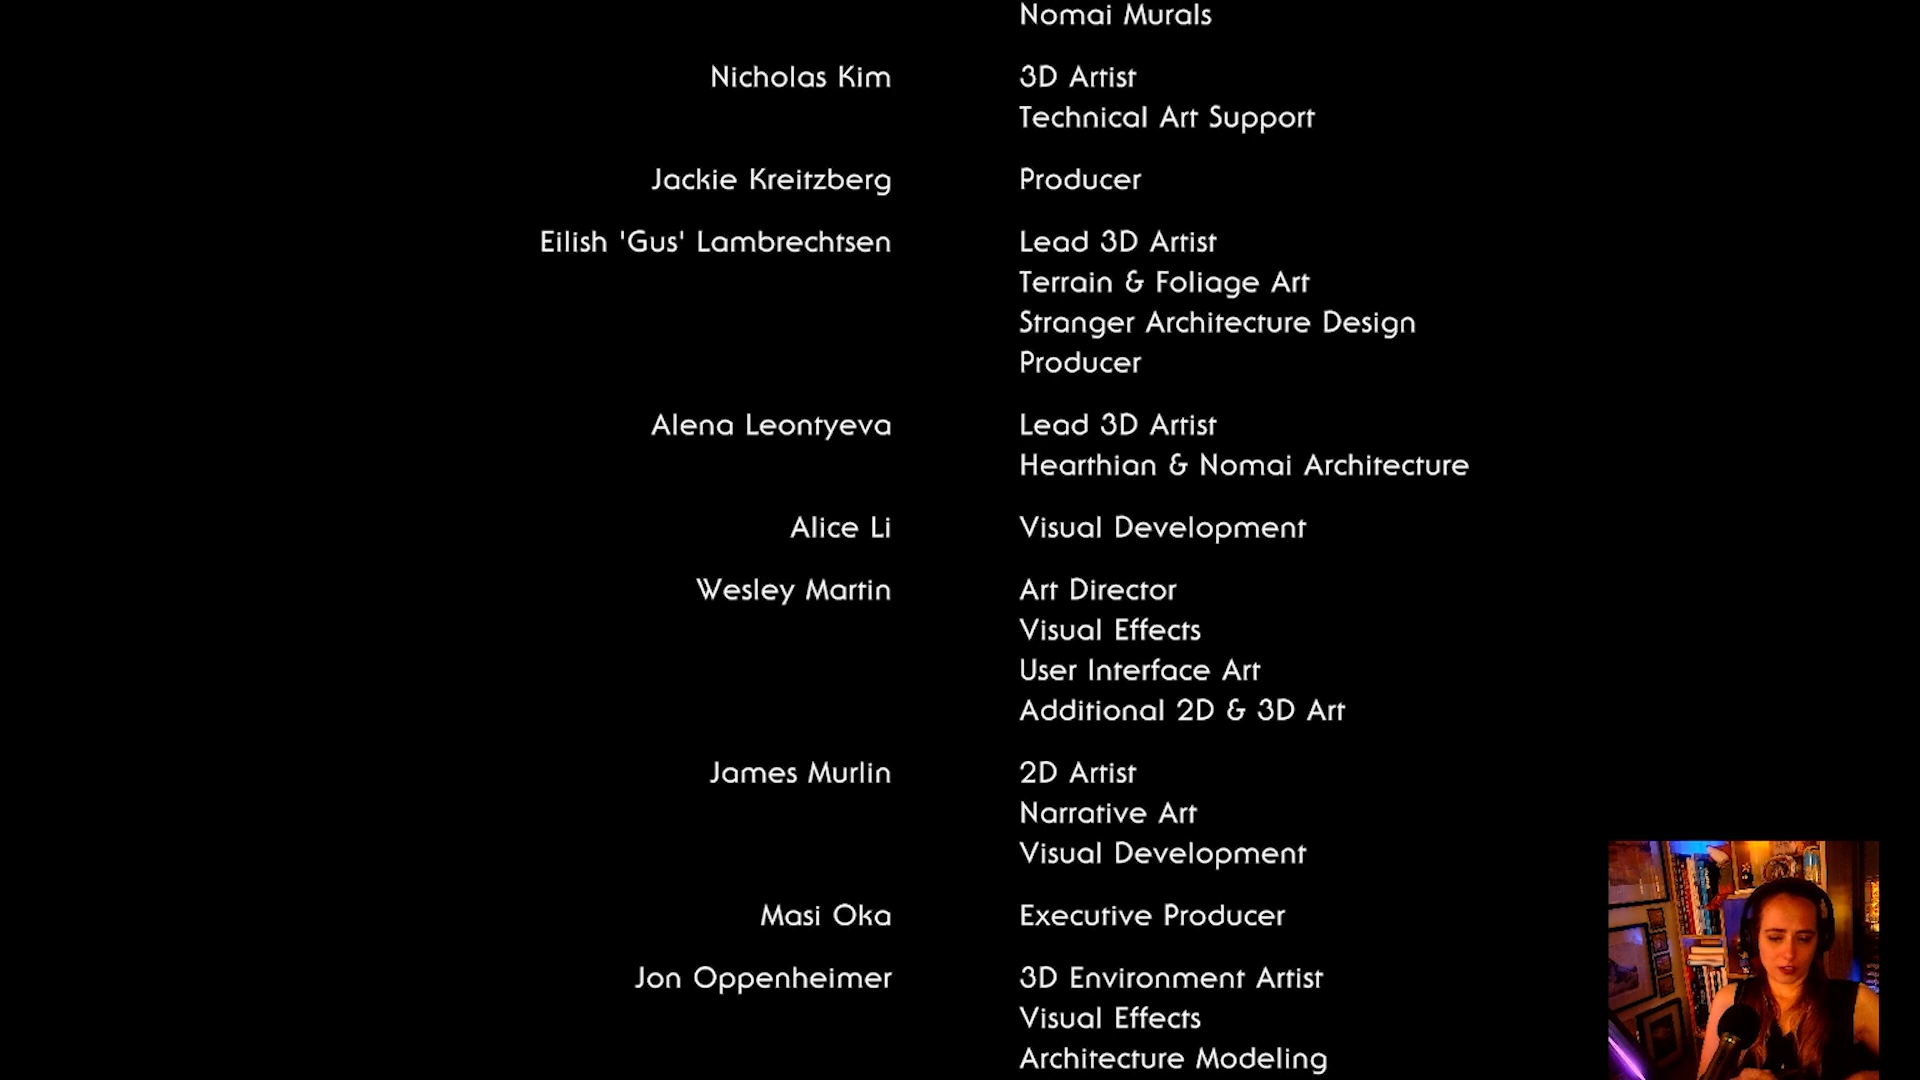 Nomai Murals
Nicholas Kim 3D Artist
Technical Art Support
Jackie Kreitzberg Producer
Eilish 'Gus' Lambrechtsen Lead 3D Artist
Terrain & Foliage Art
Stranger Architecture Design
Producer
Alena Leontyeva Lead 3D Artist
Hearthian & Nomai Architecture
Alice Li Visual Development
Wesley Martin Art Director
Visual Effects
User Interface Art
Additional 2D & 3D Art
James Murlin 2D Artist
Narrative Art
Visual Development
Masi Oka Executive Producer
Jon Oppenheimer 3D Environment Artist
Visual Effects
Architecture Modeling